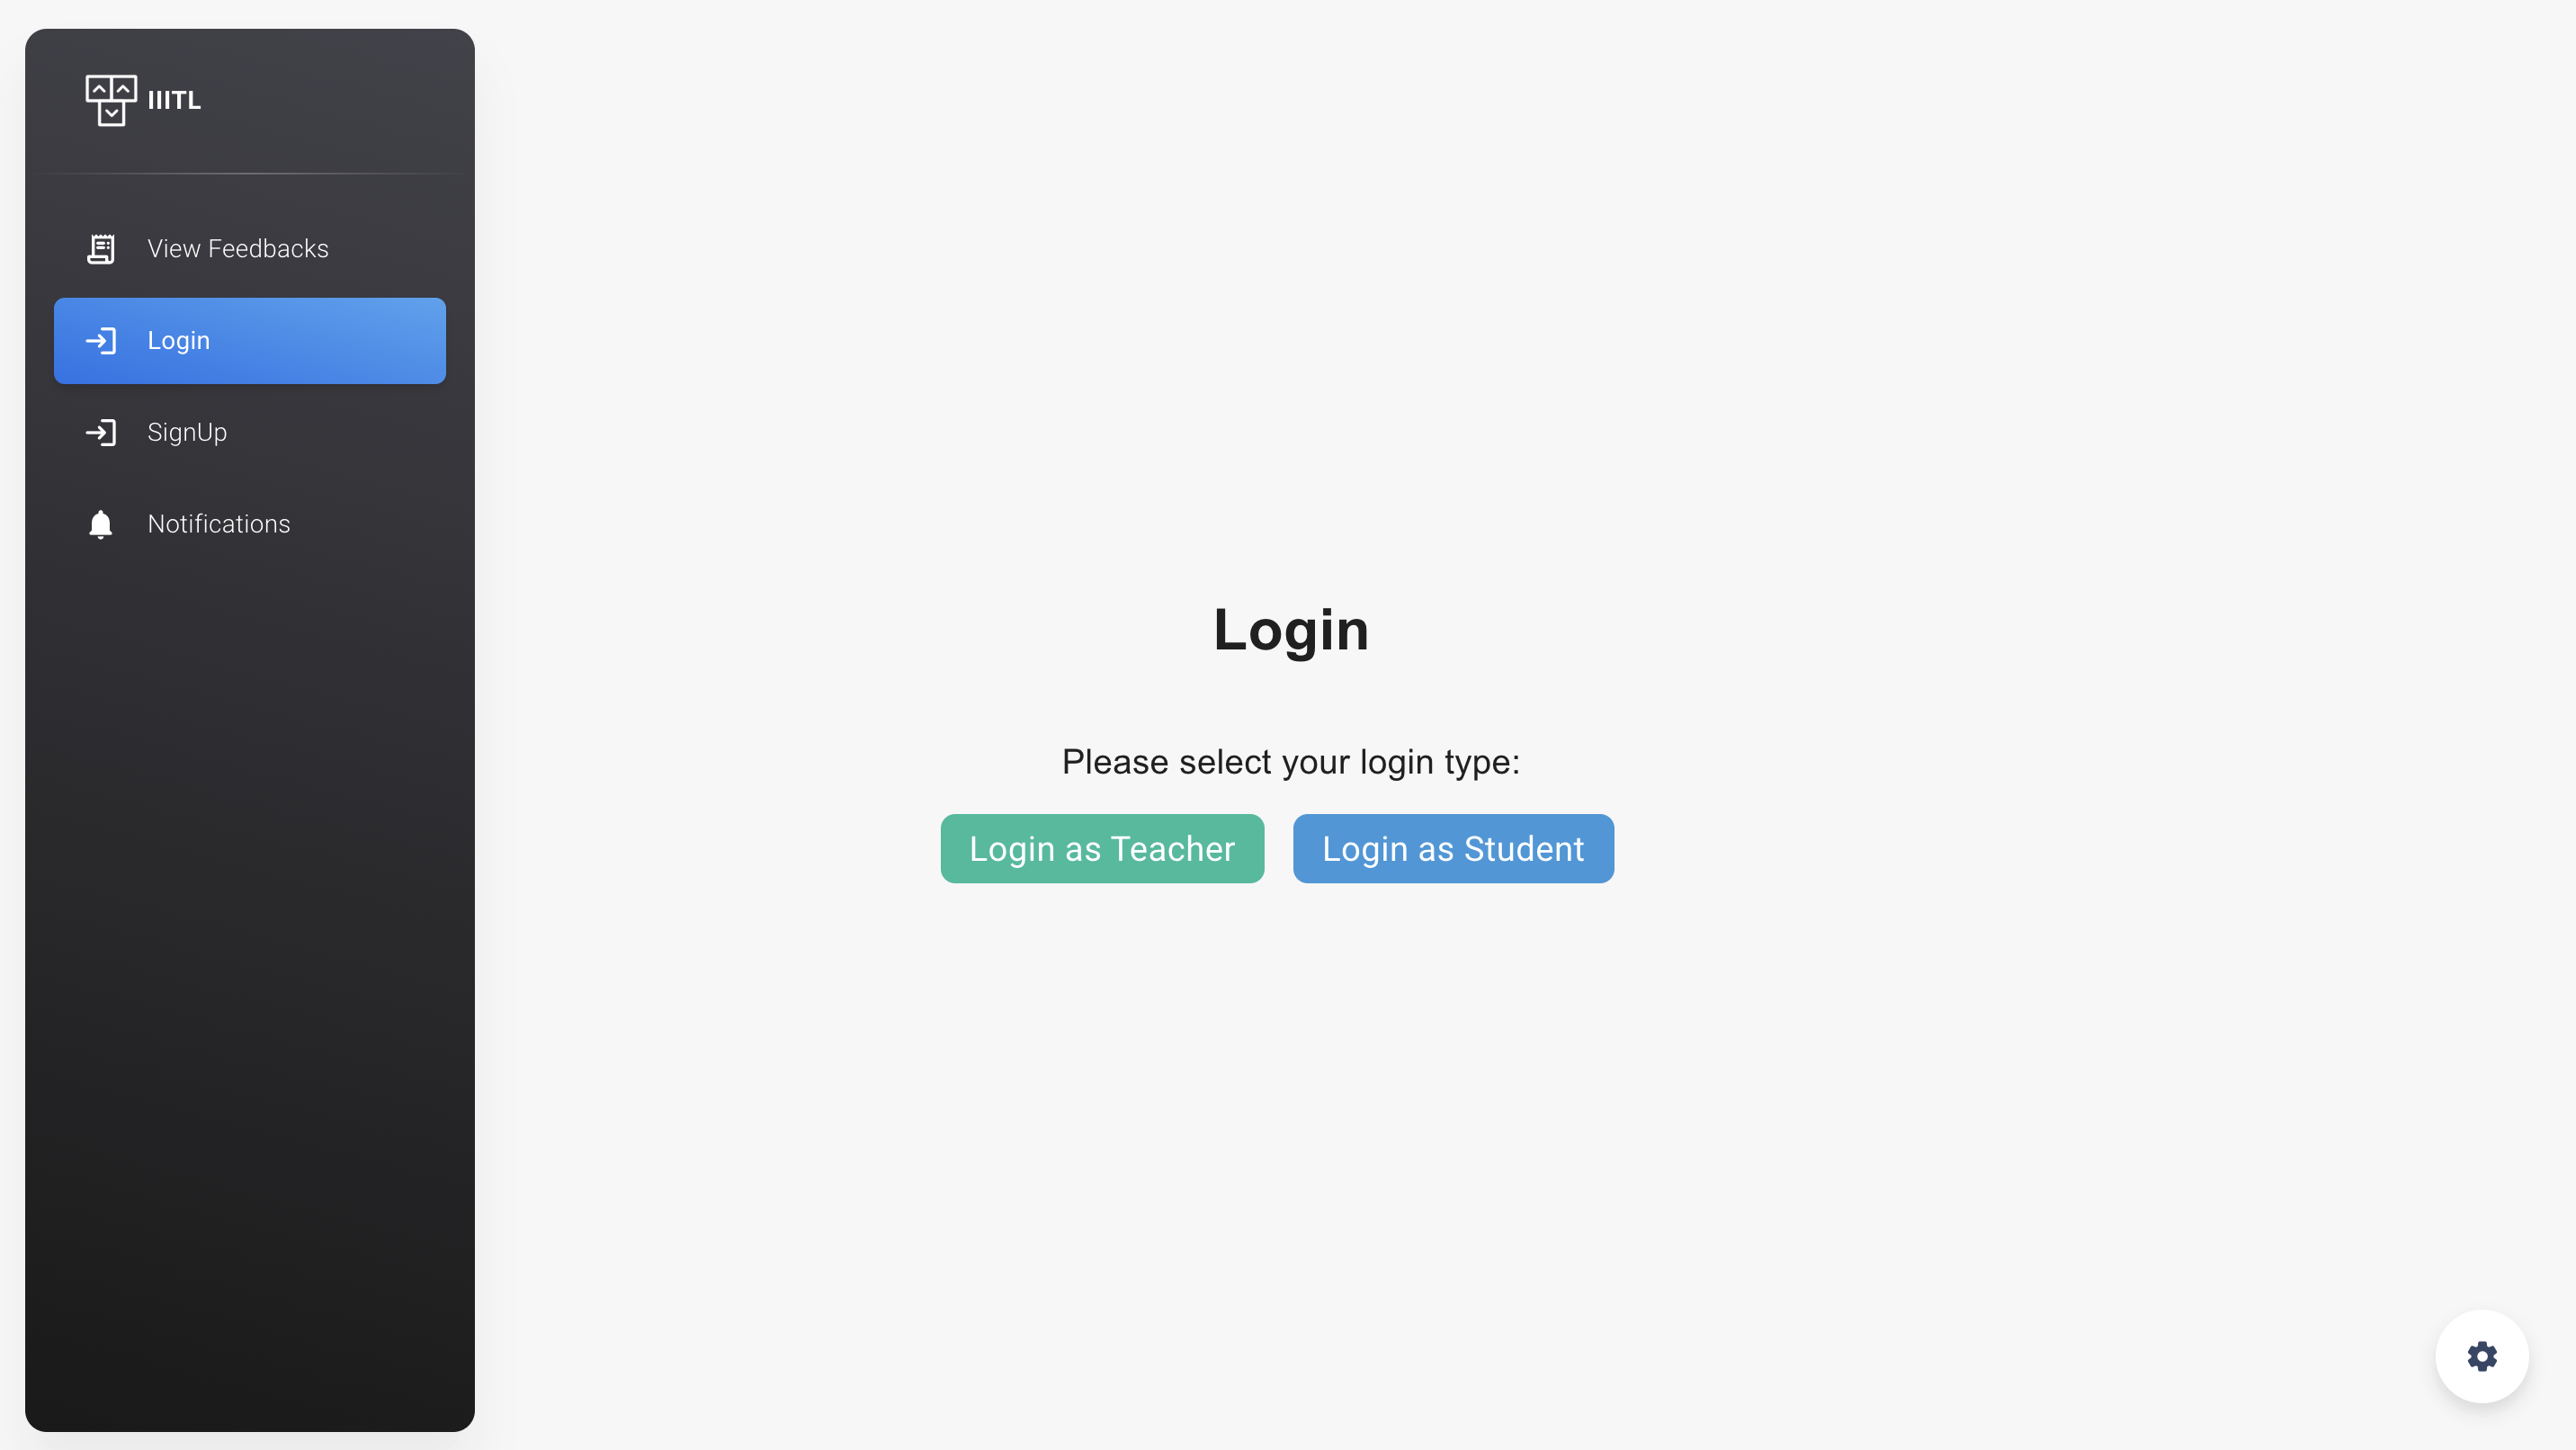 IIITL
View Feedbacks
Login
SignUp
Notifications
Login
Please select your login type:
Login as Teacher
Login as Student